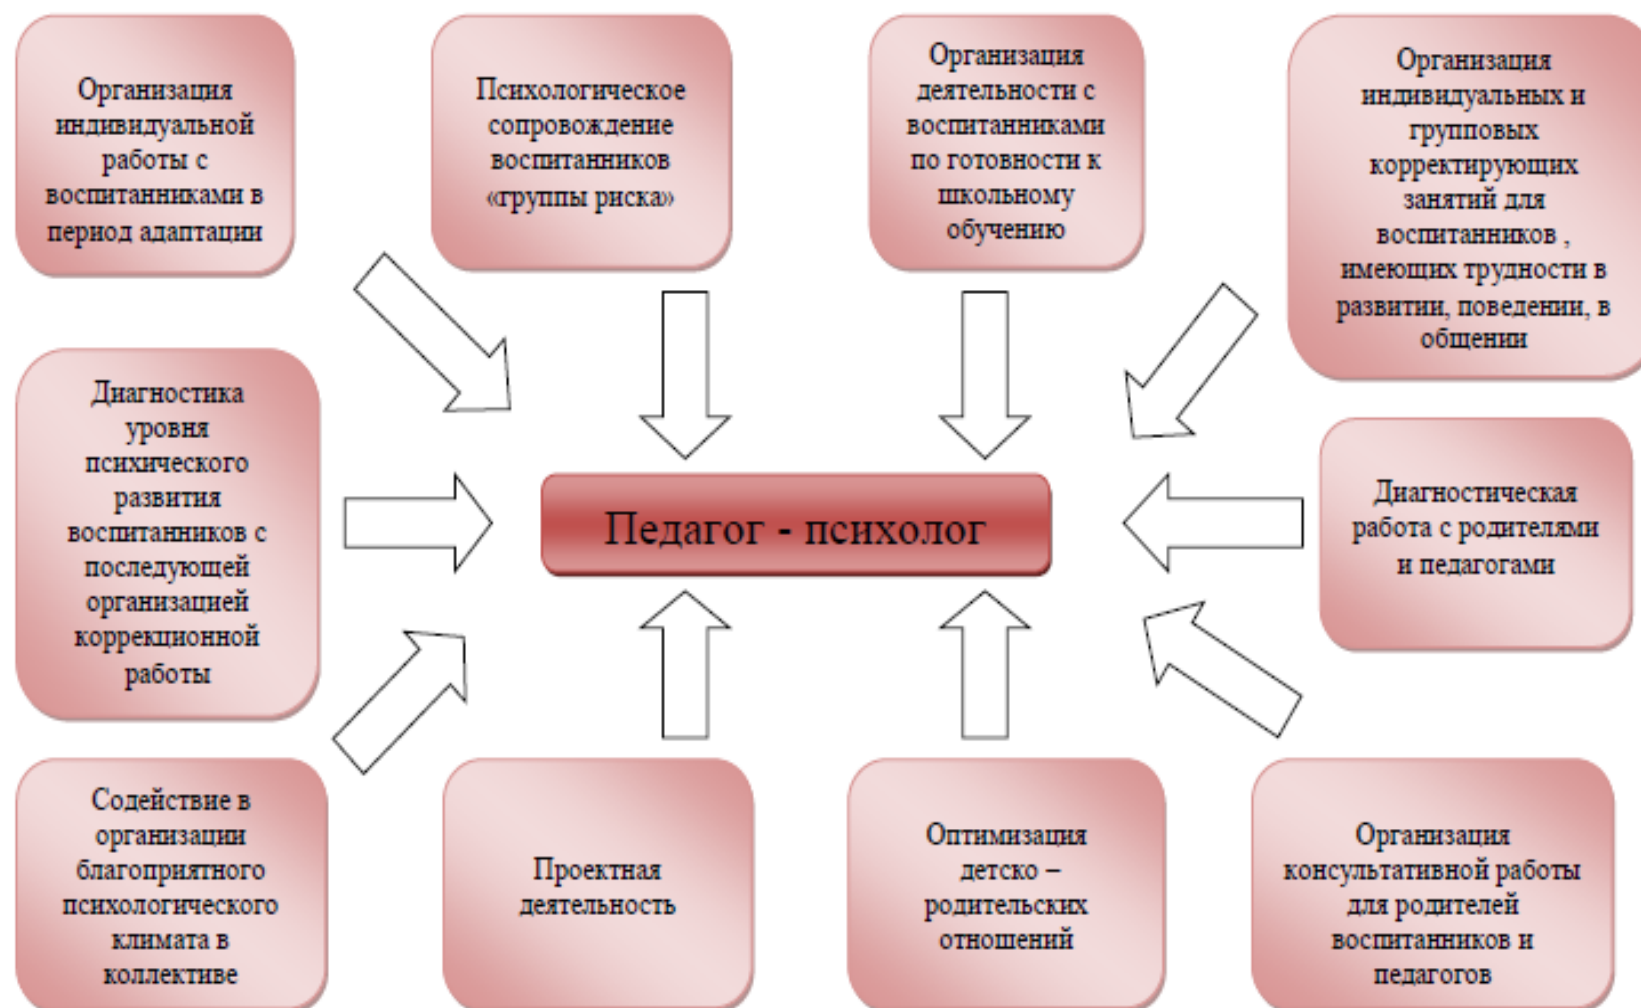 Организация
индивидуальной
работы с
воспитанниками в
период адаптации
Психологическое
сопровождение
воспитанников
«группы риска»
Организация
деятельности с
воспитанниками
по готовности к
школьному
обучению
Организация
индивидуальных и
групповых
корректирующих
занятий для
воспитанников ,
имеющих трудности в
развитии, поведении, в
общении
Диагностика
уровня
психического
развития
воспитанников с
последующей
организацией
коррекционной
работы
Педагог - психолог
Диагностическая
работа с родителями
и педагогами
Содействие в
организации
благоприятного
психологического
климата в
коллективе
Проектная
деятельность
Оптимизация
детско –
родительских
отношений
Организация
консультативной работы
для родителей
воспитанников и
педагогов